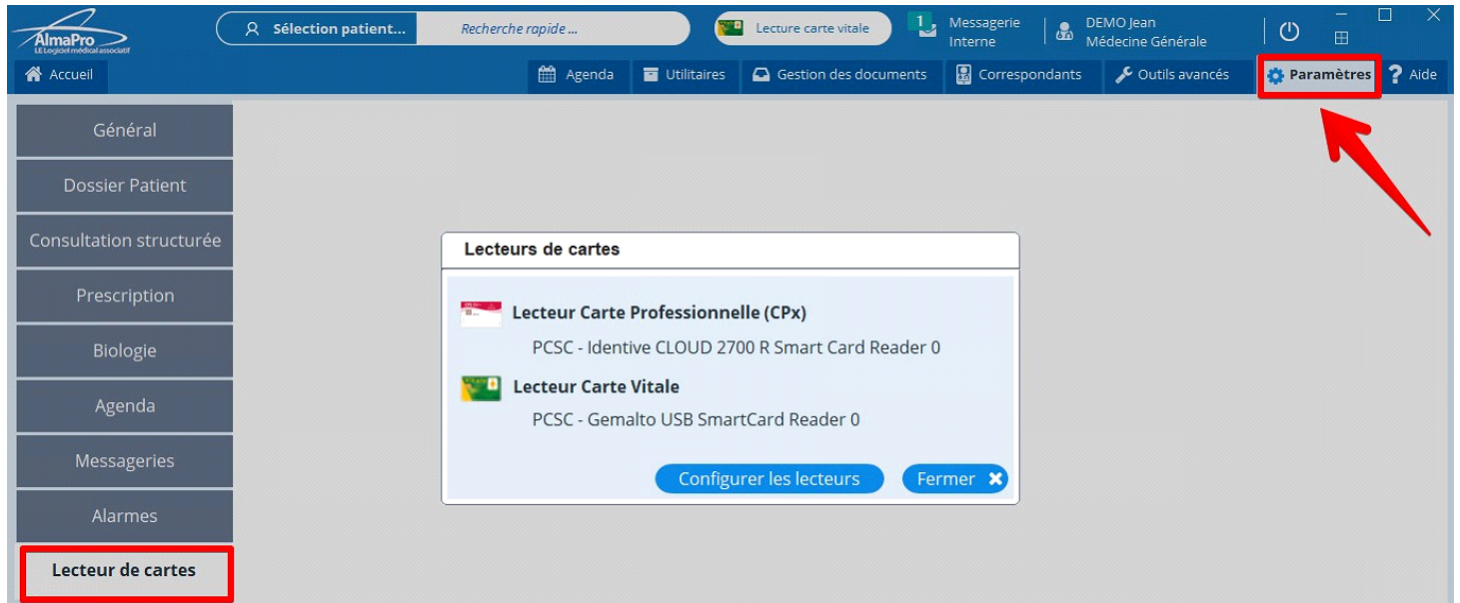 AlmaPro
LE Logiciel médical associatif
Sélection patient...
Recherche rapide ...
Lecture carte vitale
1
Messagerie
Interne
DEMO Jean
Médecine Générale
Accueil
Agenda
Utilitaires
Gestion des documents
Correspondants
Outils avancés
Paramètres
? Aide
Général
Dossier Patient
Consultation structurée
Prescription
Biologie
Agenda
Messageries
Alarmes
Lecteur de cartes
Lecteurs de cartes
Lecteur Carte Professionnelle (CPx)
PCSC - Identive CLOUD 2700 R Smart Card Reader 0
Lecteur Carte Vitale
PCSC - Gemalto USB SmartCard Reader 0
Configurer les lecteurs
Fermer